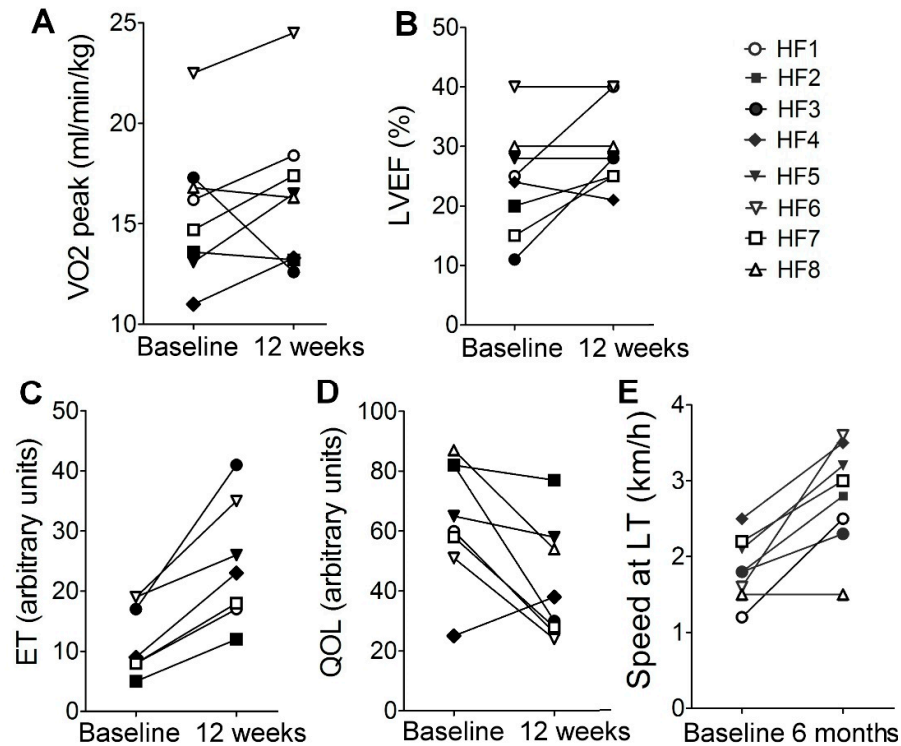 A
VO2 peak (ml/min/kg)
25
20
15
10
Baseline 12 weeks
B
LVEF (%)
50
40
30
20
10
0
Baseline 12 weeks
HF1
HF2
HF3
HF4
HF5
HF6
HF7
HF8
C
ET (arbitrary units)
50
40
30
20
10
0
Baseline 12 weeks
D
QOL (arbitrary units)
100
80
60
40
20
0
Baseline 12 weeks
E
Speed at LT (km/h)
4
3
2
1
0
Baseline 6 months